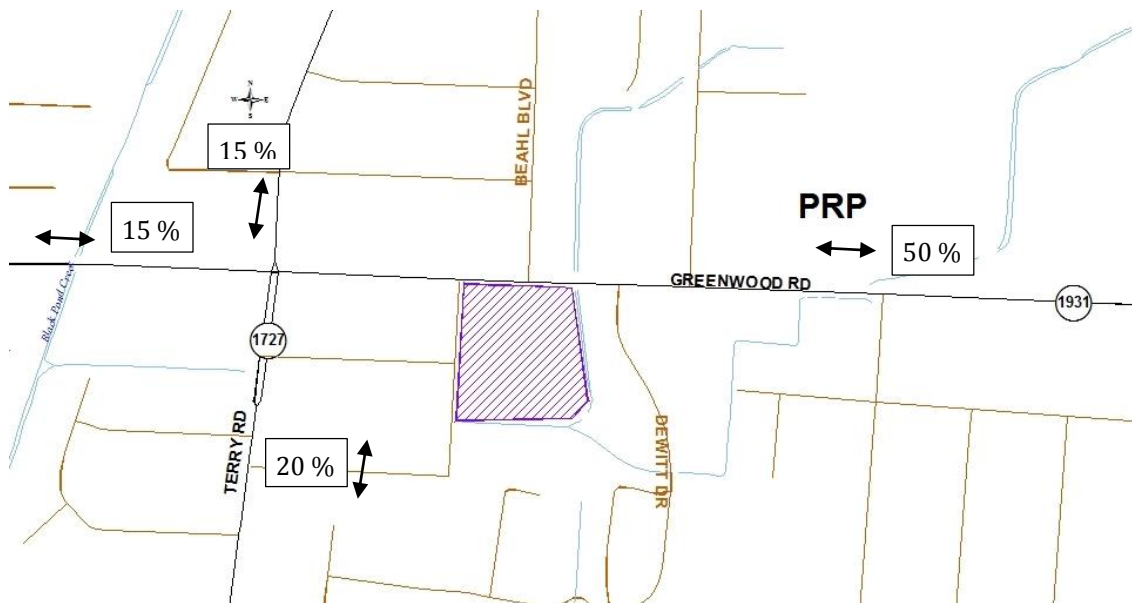 N
W E
S
BEAHL BLVD
15 %
15 %
PRP
50 %
GREENWOOD RD
1931
Black Pond Creek
1727
TERRY RD
20 %
DEWITT DR